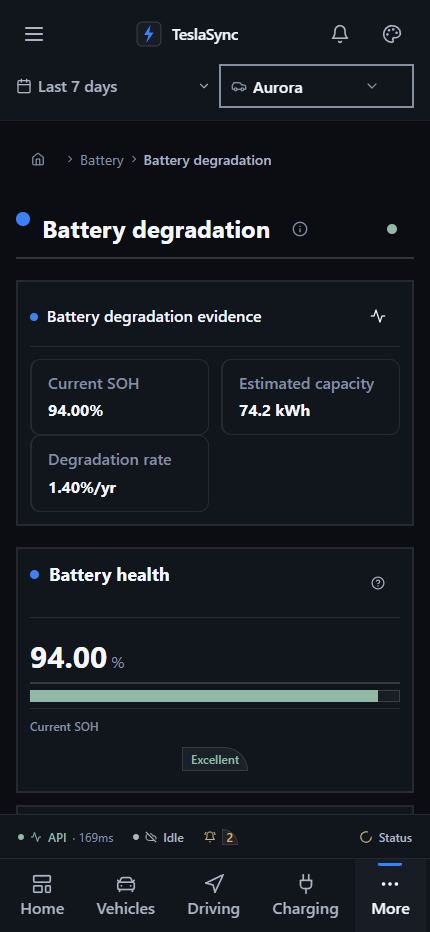 TeslaSync
Last 7 days
Aurora
Battery
Battery degradation
Battery degradation
Battery degradation evidence
Current SOH
94.00%
Estimated capacity
74.2 kWh
Degradation rate
1.40%/yr
Battery health
94.00 %
Current SOH
Excellent
API · 169ms
Idle
2
Status
Home
Vehicles
Driving
Charging
More